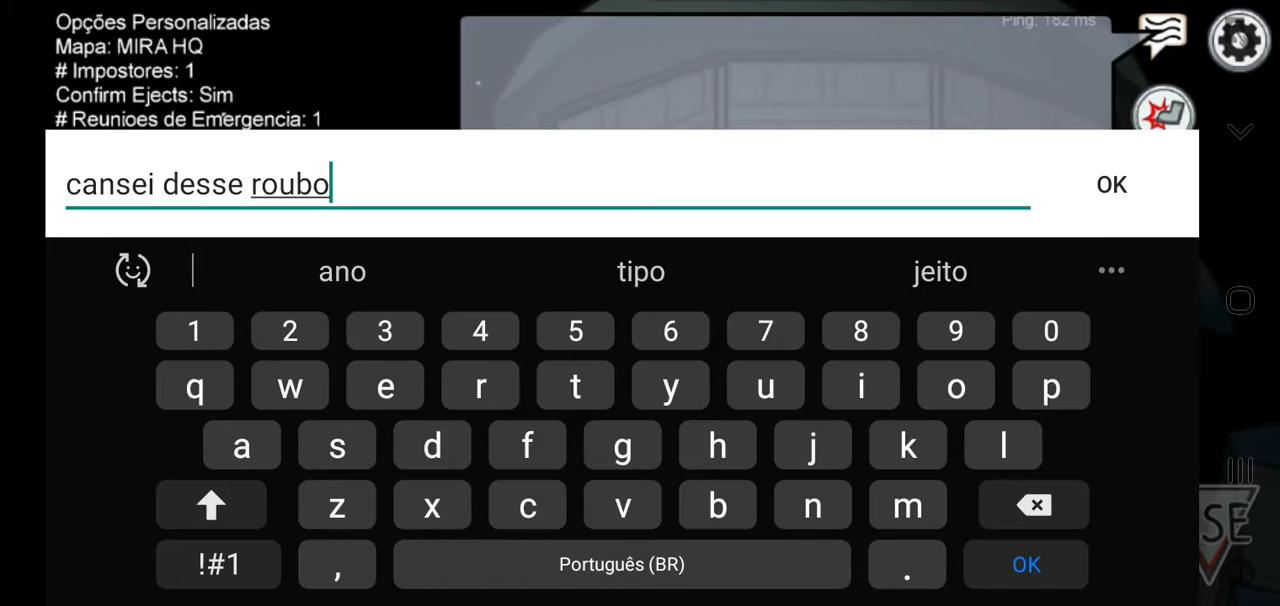 Opções Personalizadas
Mapa: MIRA HQ
# Impostores: 1
Confirm Ejects: Sim
# Reunioes de Emergencia: 1
Ping: 182 ms
cansei desse roubo
OK
ano tipo jeito
1 2 3 4 5 6 7 8 9 0
q w e r t y u i o p
a s d f g h j k l
z x c v b n m
!#1 , Português (BR) . OK
SE